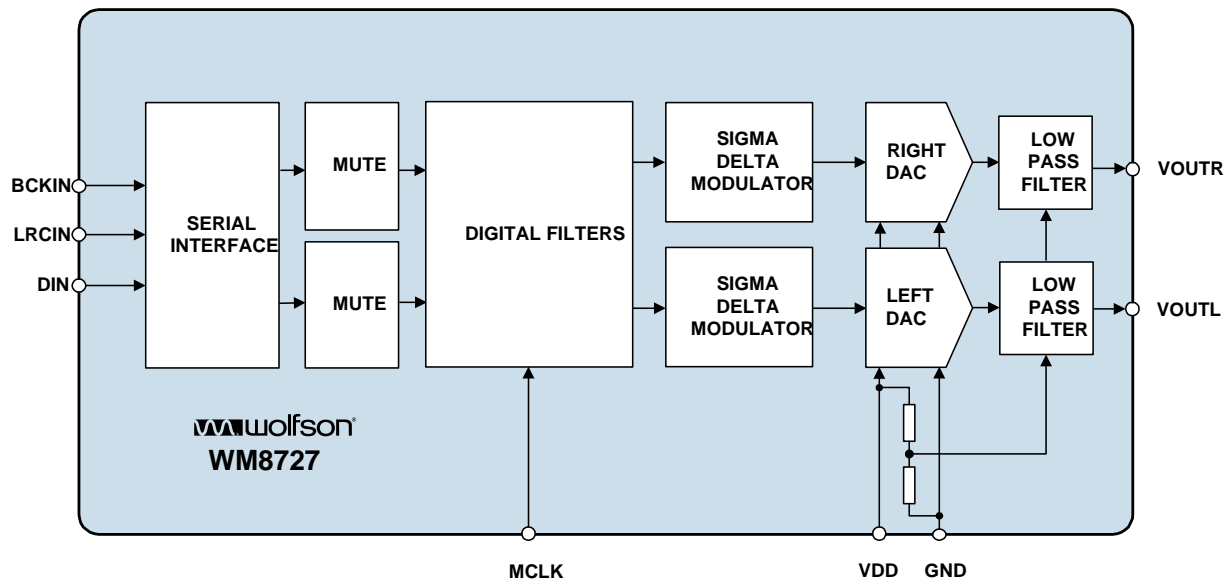 BCKIN
LRCIN
DIN
SERIAL
INTERFACE
MUTE
MUTE
DIGITAL FILTERS
SIGMA
DELTA
MODULATOR
SIGMA
DELTA
MODULATOR
RIGHT
DAC
LEFT
DAC
LOW
PASS
FILTER
LOW
PASS
FILTER
VOUTR
VOUTL
wolfson®
WM8727
MCLK
VDD
GND